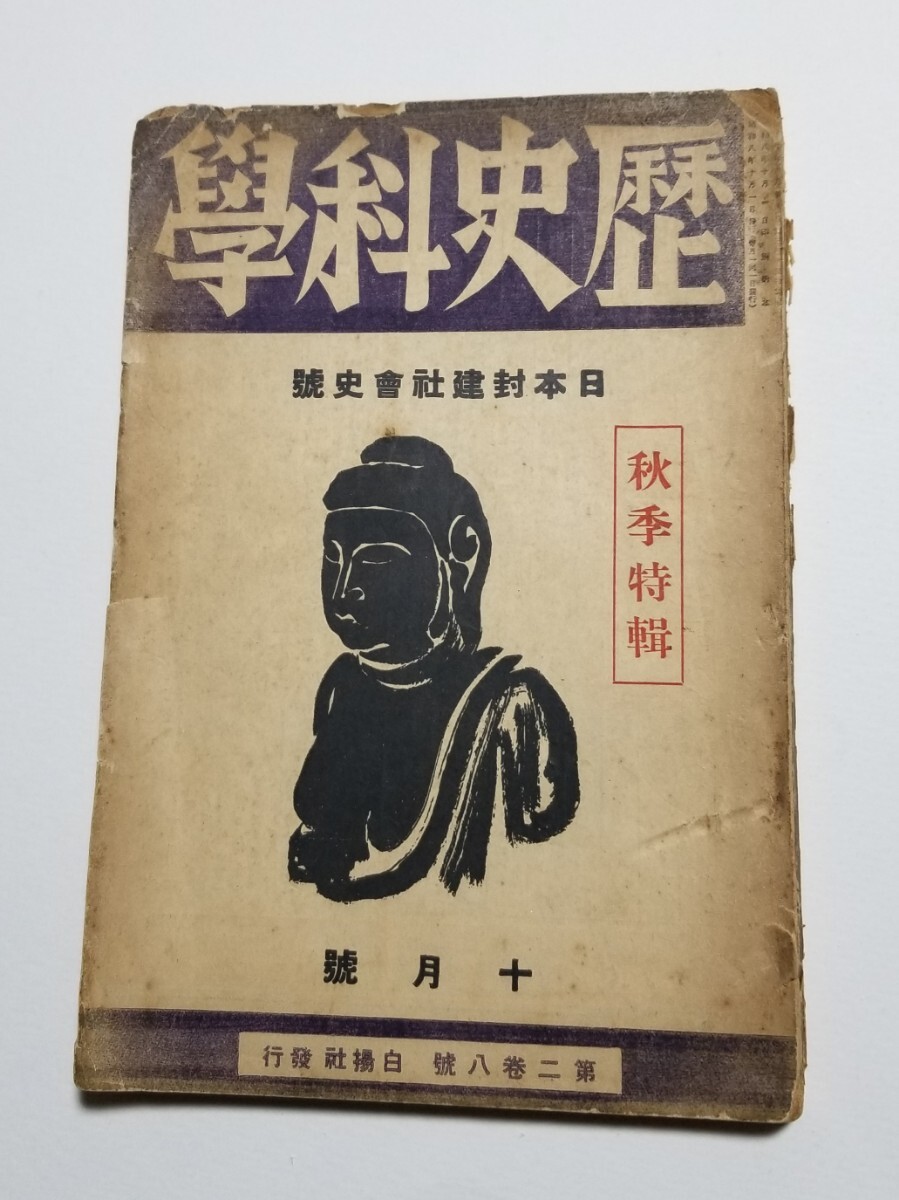 歷史科學
日本封建社會史號
秋季特輯
十月號
第二卷八號 白揚社發行